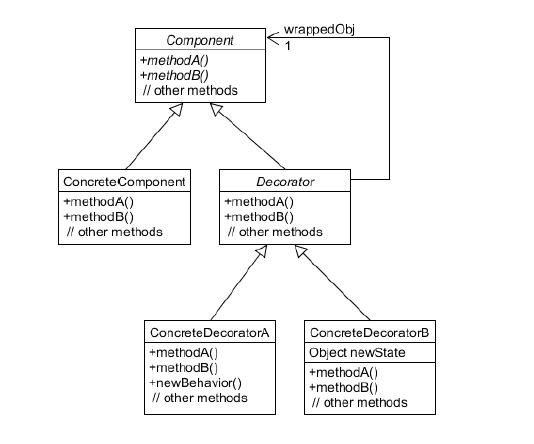 wrappedObj
1
Component
+methodA()
+methodB()
// other methods
ConcreteComponent
+methodA()
+methodB()
// other methods
Decorator
+methodA()
+methodB()
// other methods
ConcreteDecoratorA
+methodA()
+methodB()
+newBehavior()
// other methods
ConcreteDecoratorB
Object newState
+methodA()
+methodB()
// other methods